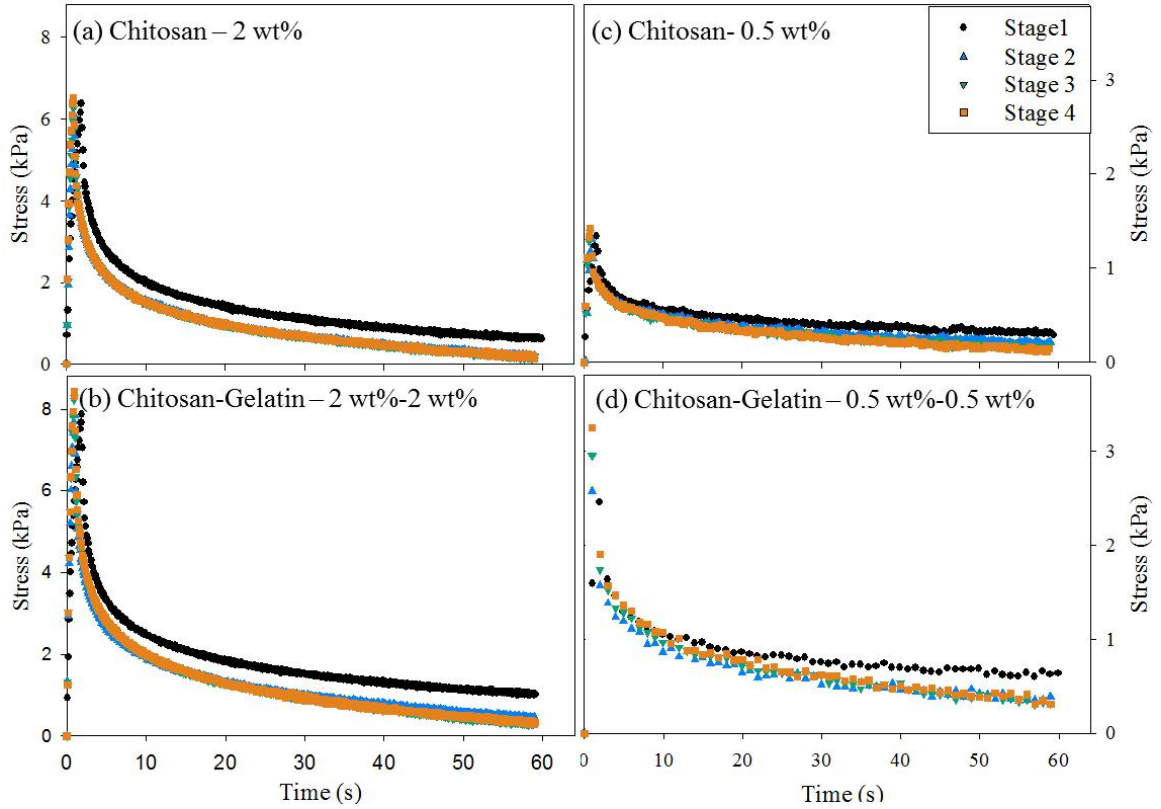 (a) Chitosan – 2 wt%
8
6
4
2
0
Stress (kPa)
(c) Chitosan- 0.5 wt%
Stage1
Stage 2
Stage 3
Stage 4
3
2
1
0
Stress (kPa)
(b) Chitosan-Gelatin – 2 wt%-2 wt%
8
6
4
2
0
Stress (kPa)
0 10 20 30 40 50 60
Time (s)
(d) Chitosan-Gelatin – 0.5 wt%-0.5 wt%
3
2
1
0
Stress (kPa)
0 10 20 30 40 50 60
Time (s)